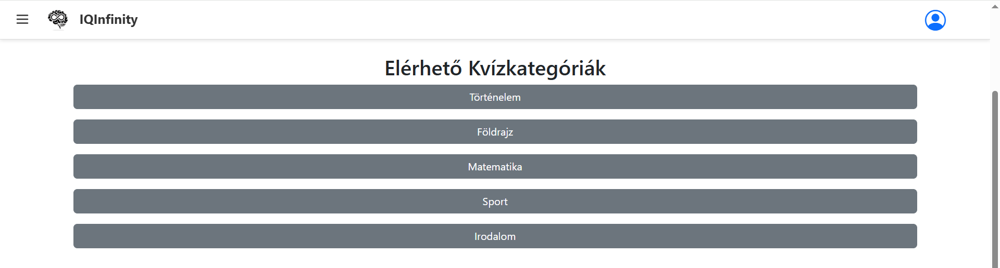 IQInfinity
Elérhető Kvízkategóriák
Történelem
Földrajz
Matematika
Sport
Irodalom